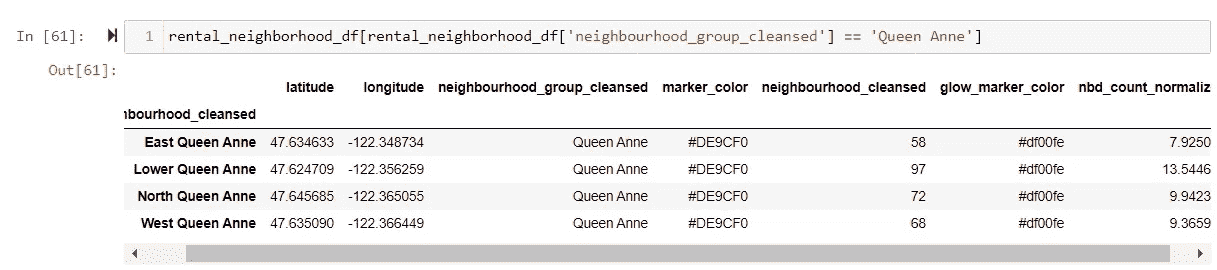 In [61]: 1 rental_neighborhood_df[rental_neighborhood_df['neighbourhood_group_cleansed'] == 'Queen Anne']
Out[61]:
latitude longitude neighbourhood_group_cleansed marker_color neighbourhood_cleansed glow_marker_color nbd_count_normaliz
hbourhood_cleansed
East Queen Anne 47.634633 -122.348734 Queen Anne #DE9CF0 58 #df00fe 7.9250
Lower Queen Anne 47.624709 -122.356259 Queen Anne #DE9CF0 97 #df00fe 13.5446
North Queen Anne 47.645685 -122.365055 Queen Anne #DE9CF0 72 #df00fe 9.9423
West Queen Anne 47.635090 -122.366449 Queen Anne #DE9CF0 68 #df00fe 9.3659